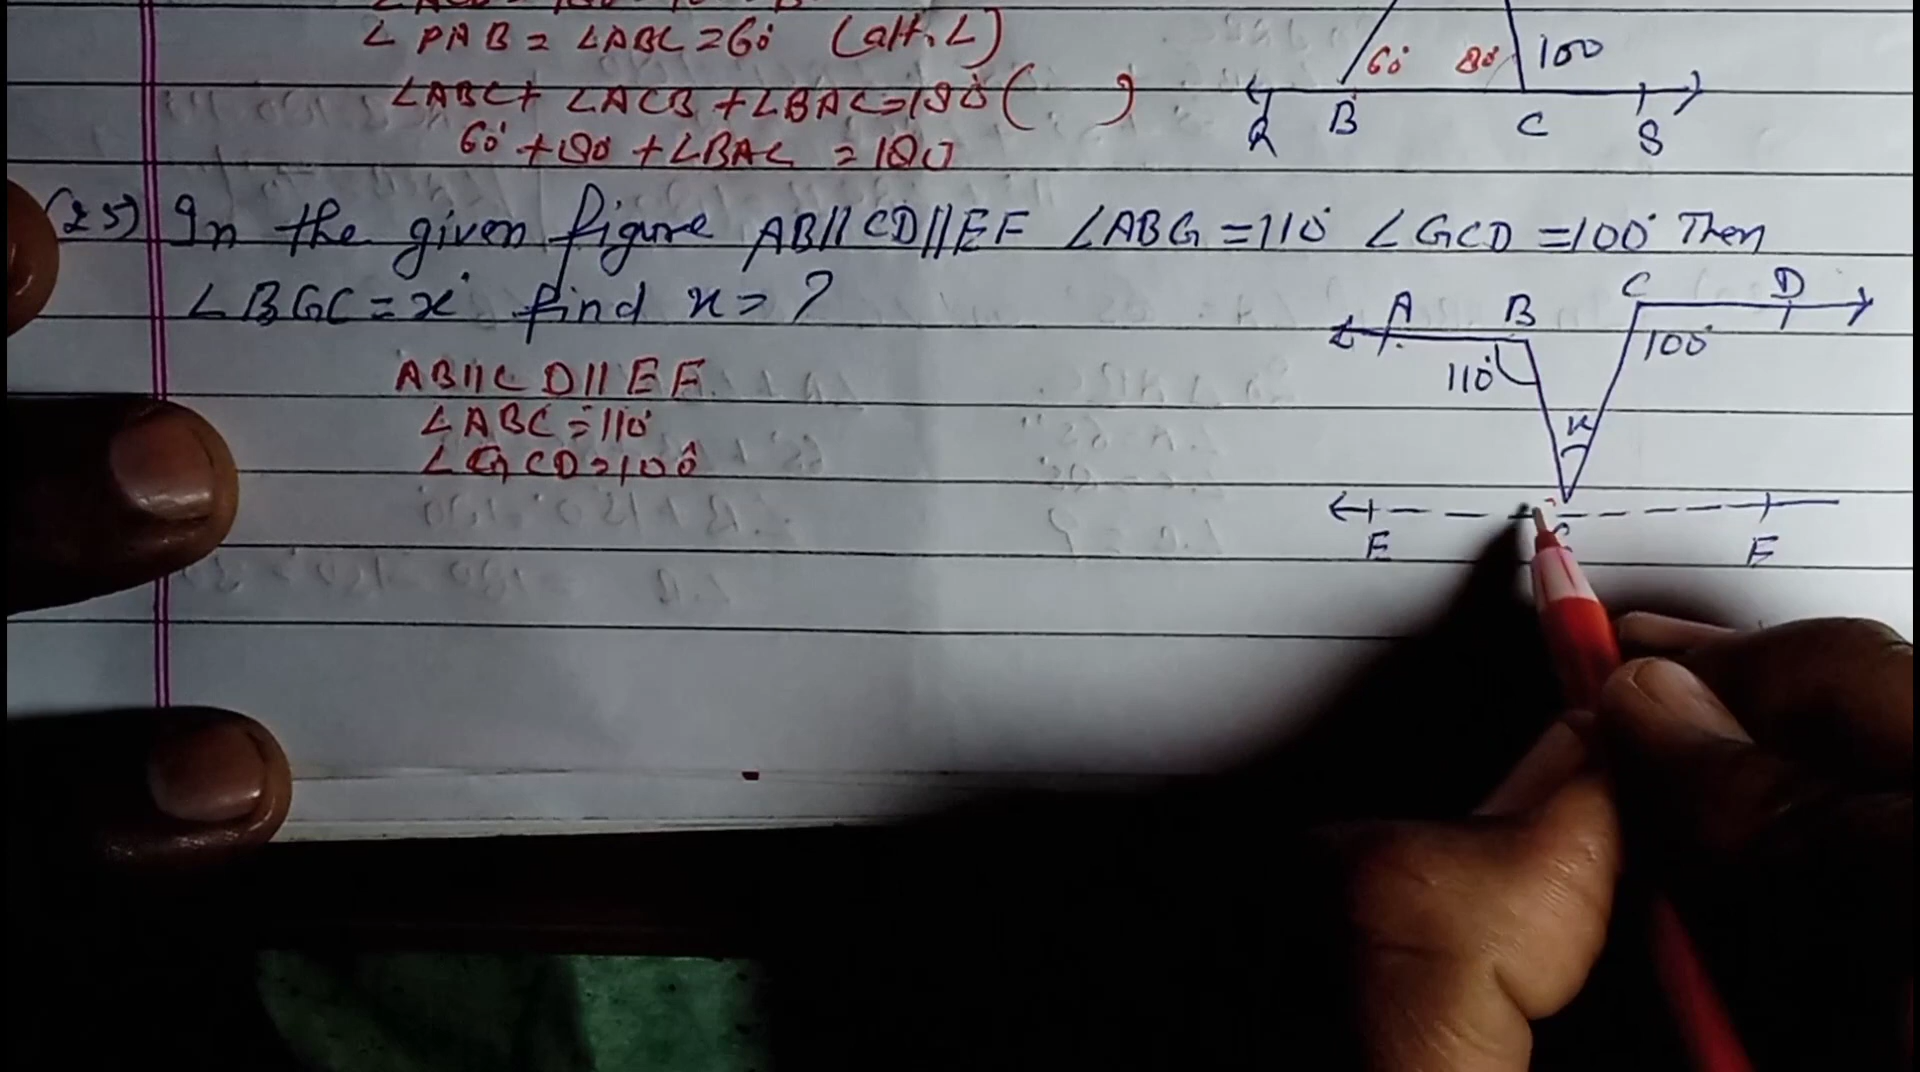 ∠PAB = ∠ABC = 60° (alt. ∠)
∠ABC + ∠ACB + ∠BAC = 180° (   )
60° + 80 + ∠BAC = 180
60° 80° 100
Q B C S
(25) In the given figure AB||CD||EF ∠ABG = 110° ∠GCD = 100° Then
∠BGC = x° find x = ?
A B C D
110° 100°
x
AB||CD||EF
∠ABC = 110°
∠GCD = 100°
E F